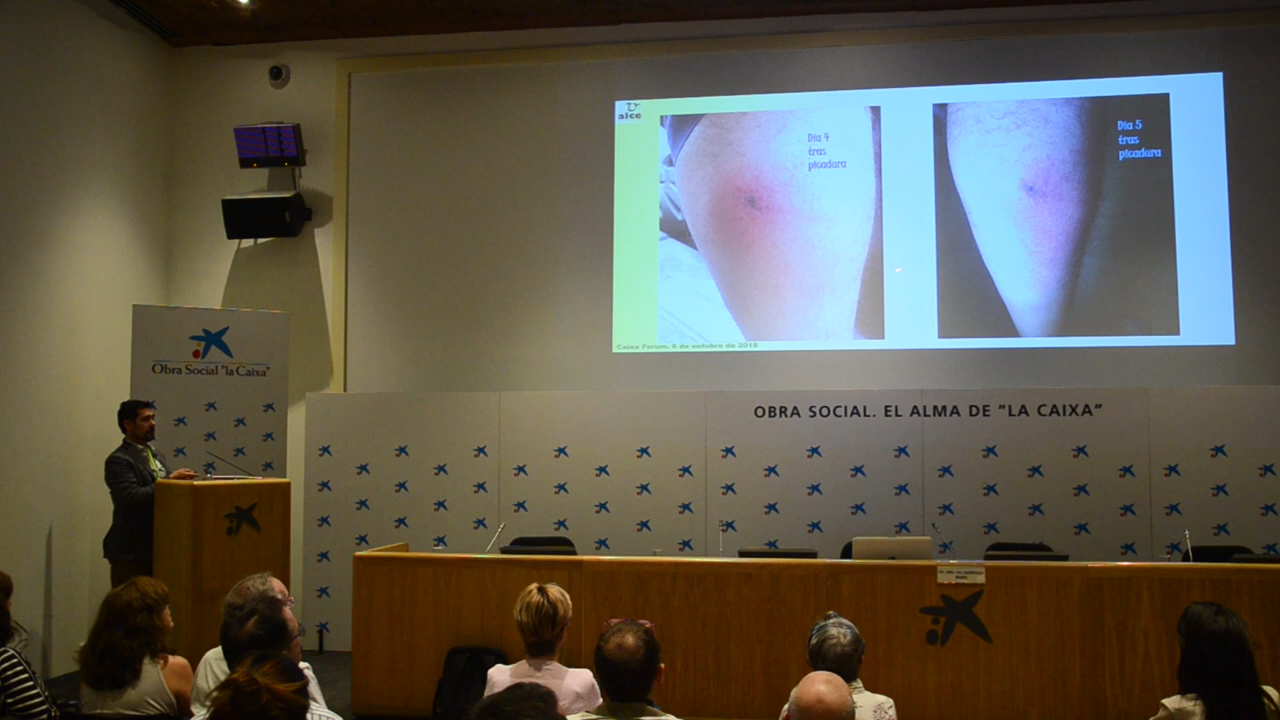 alce
Día 4
tras
picadura
Día 5
tras
picadura
Caixa Forum. 6 de octubre de 2018
Obra Social "la Caixa"
OBRA SOCIAL. EL ALMA DE "LA CAIXA"